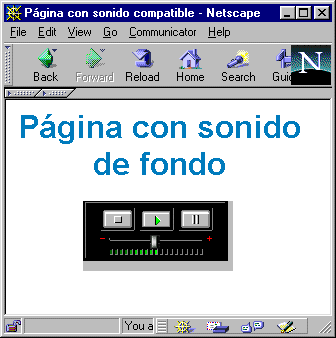 Página con sonido compatible - Netscape
File Edit View Go Communicator Help
Back Forward Reload Home Search Gui
N
Página con sonido
de fondo
- +
You a